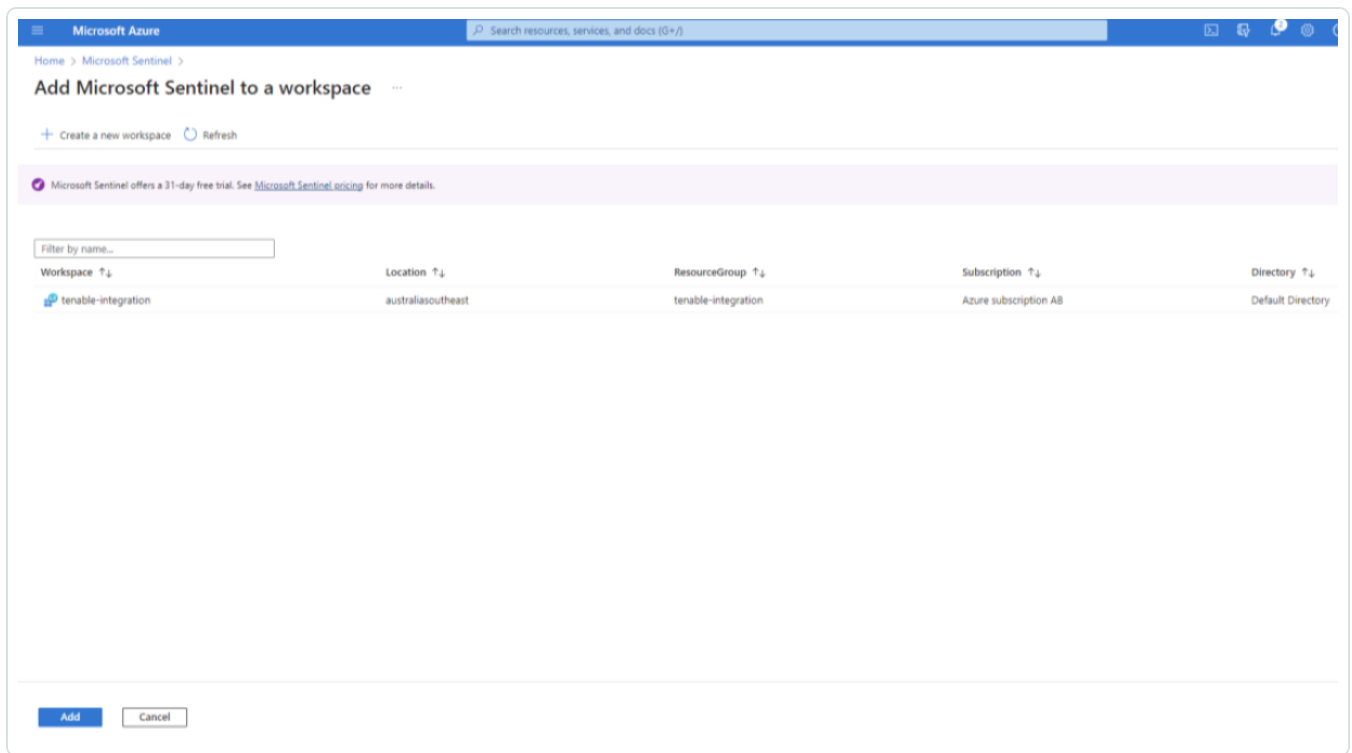 Microsoft Azure Search resources, services, and docs (G+/) 2
Home > Microsoft Sentinel >
Add Microsoft Sentinel to a workspace ...
+ Create a new workspace Refresh
Microsoft Sentinel offers a 31-day free trial. See Microsoft Sentinel pricing for more details.
Filter by name...
Workspace ↑↓ Location ↑↓ ResourceGroup ↑↓ Subscription ↑↓ Directory ↑↓
tenable-integration australiasoutheast tenable-integration Azure subscription AB Default Directory
Add Cancel